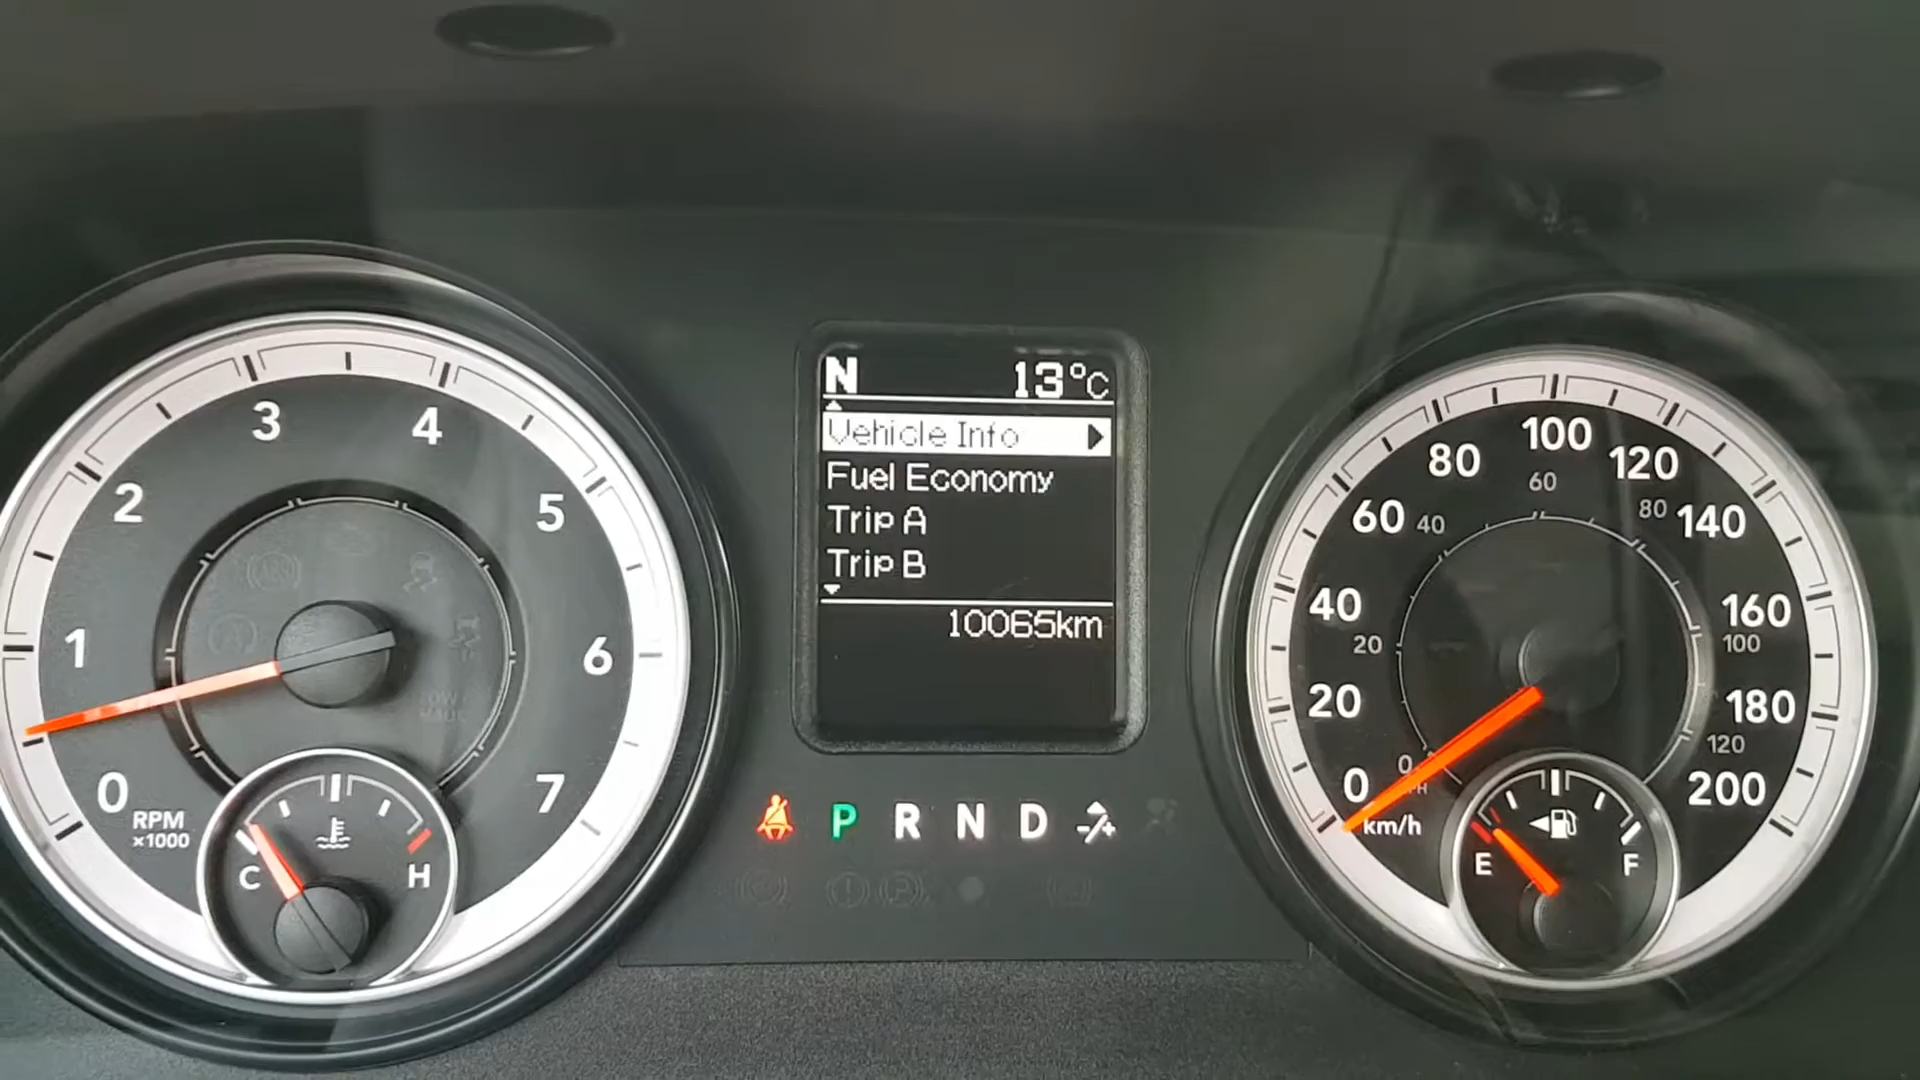 N 13°C
Vehicle Info
Fuel Economy
Trip A
Trip B
10065km
0
1
2
3
4
5
6
7
RPM
x1000
C H
P R N D -/+
0
20
40
60
80
100
120
140
160
180
200
km/h
0
20
40
60
80
100
120
E F